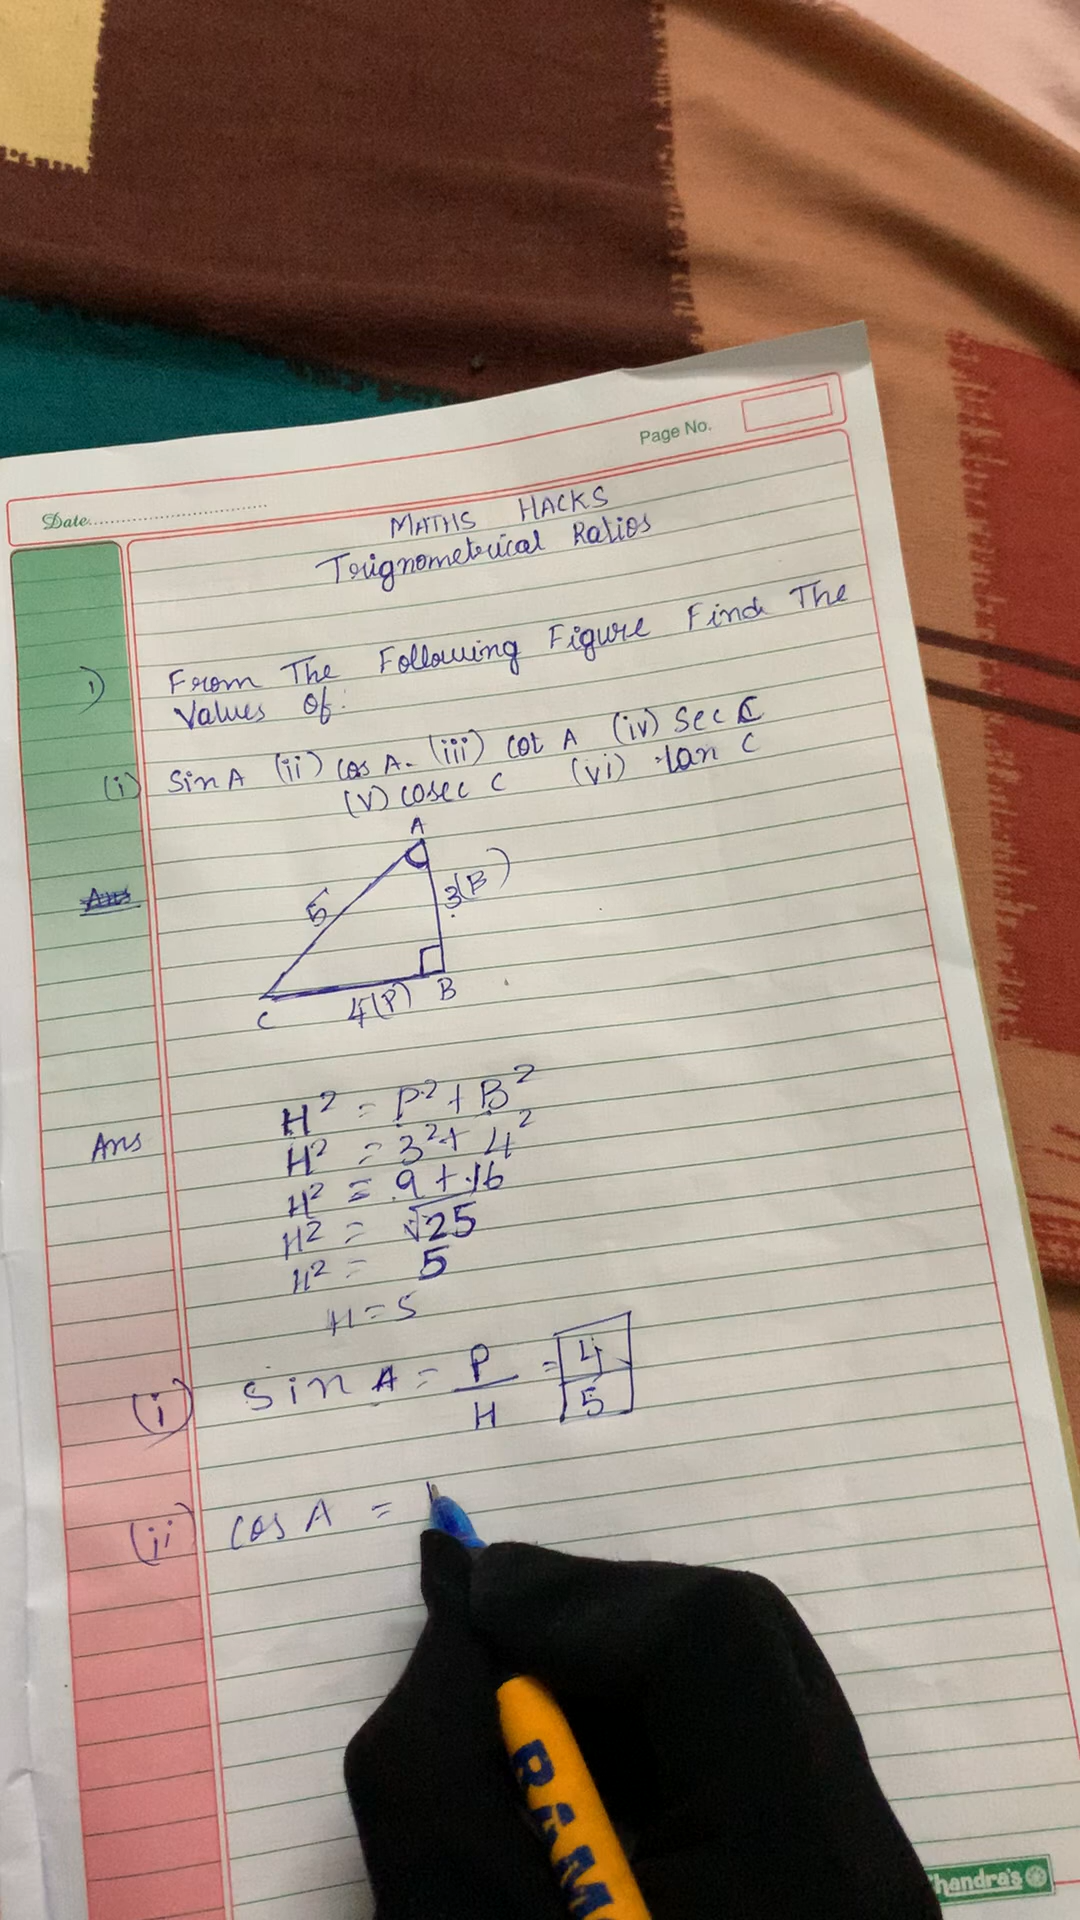 Page No.
Date
MATHS HACKS
Trignometrical Ratios
1) From The Following Figure Find The
Values Of:
(i) Sin A (ii) cos A. (iii) cot A (iv) Sec C
(v) cosec C (vi) tan C
A
5
3(B)
C
4(P)
B
Ans
H² = P² + B²
H² = 3² + 4²
H² = 9 + 16
H² = √25
H² = 5
H = 5
(i) Sin A = P/H = 4/5
(ii) cos A =